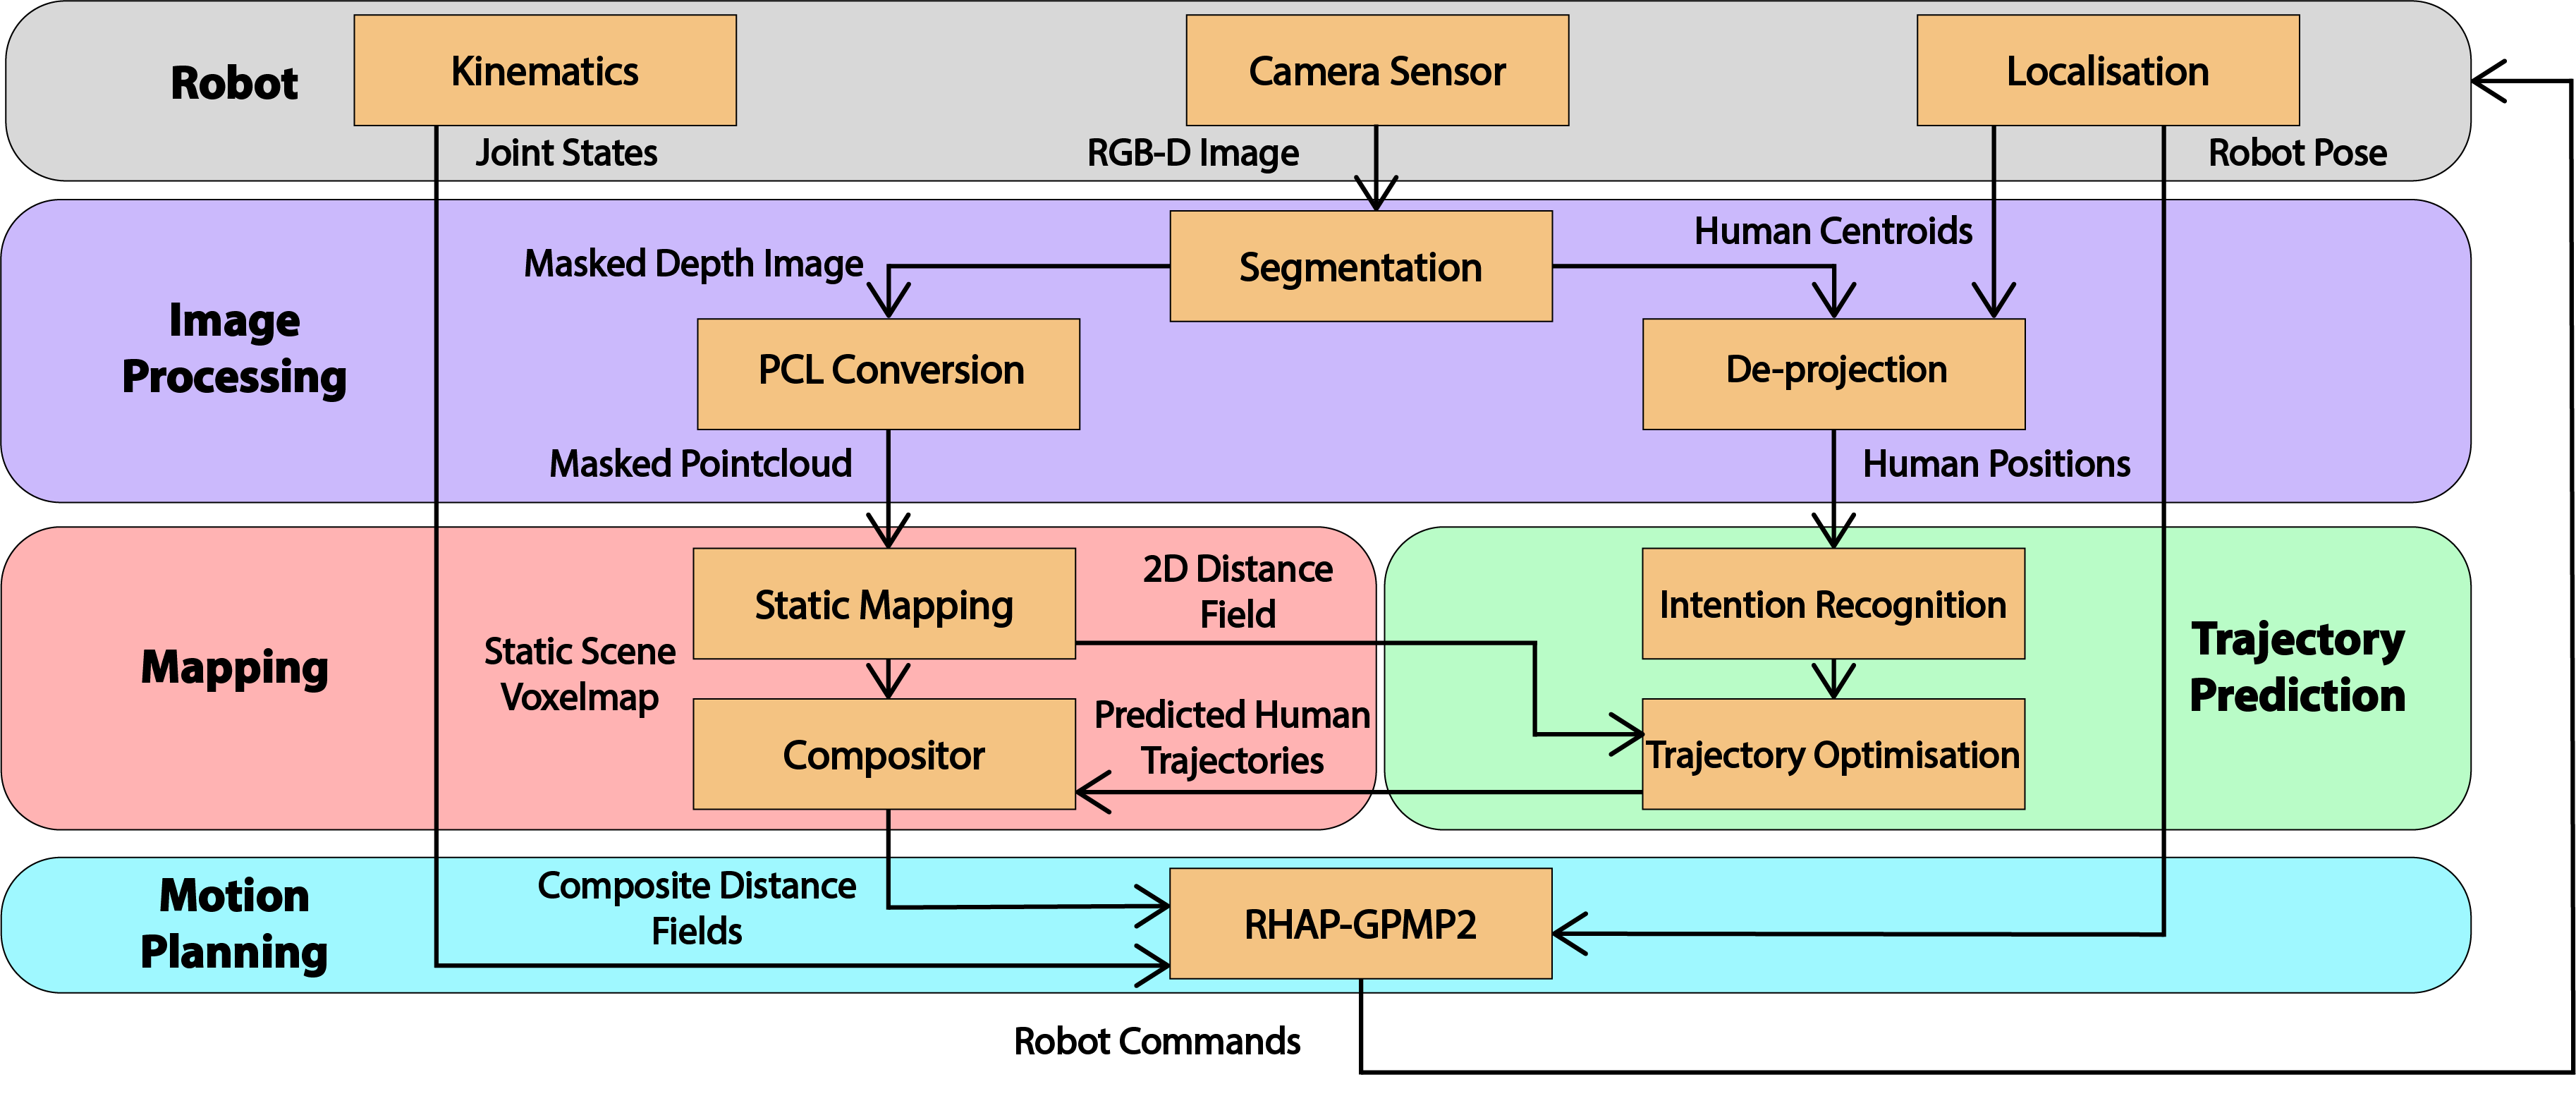 Robot
Kinematics
Camera Sensor
Localisation
Joint States
RGB-D Image
Robot Pose
Image
Processing
Segmentation
Masked Depth Image
Human Centroids
PCL Conversion
De-projection
Masked Pointcloud
Human Positions
Mapping
Static Mapping
2D Distance
Field
Static Scene
Voxelmap
Compositor
Predicted Human
Trajectories
Intention Recognition
Trajectory Optimisation
Trajectory
Prediction
Motion
Planning
Composite Distance
Fields
RHAP-GPMP2
Robot Commands